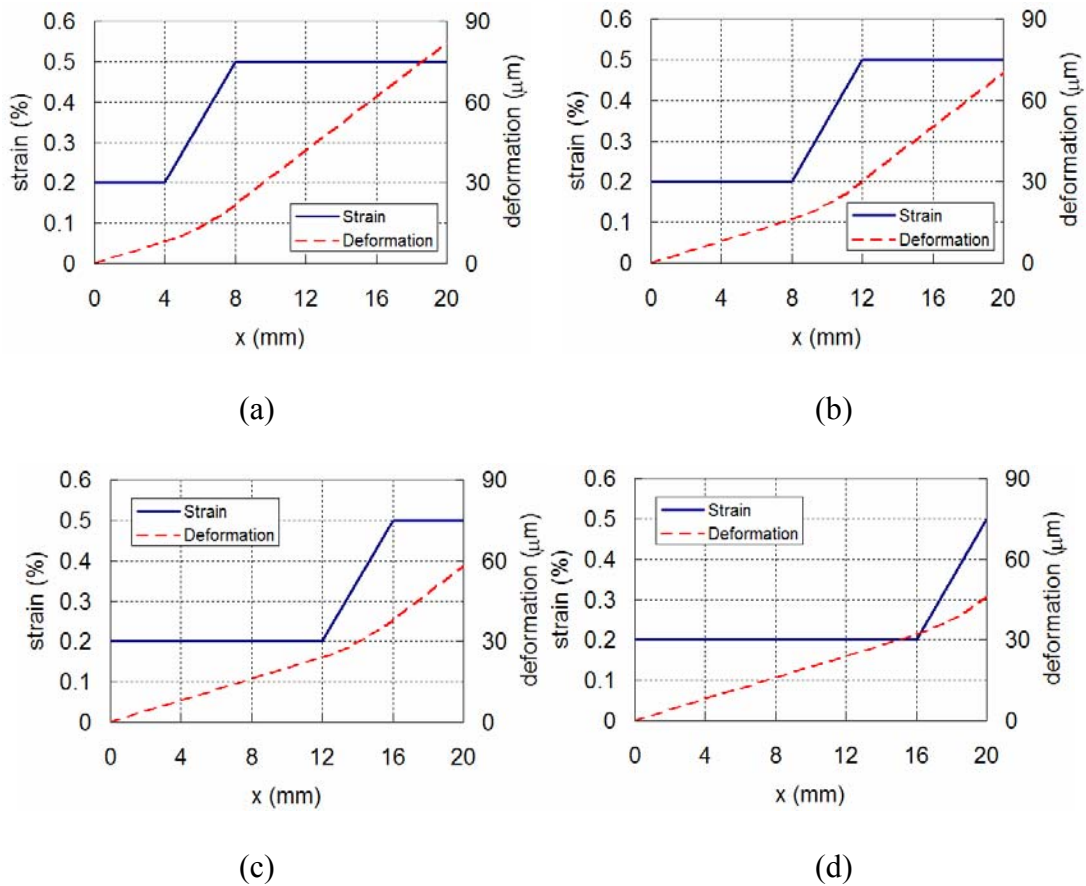 0.6
0.5
0.4
0.3
0.2
0.1
0
strain (%)
90
60
30
0
deformation (μm)
Strain
Deformation
0 4 8 12 16 20
x (mm)
(a)
0.6
0.5
0.4
0.3
0.2
0.1
0
strain (%)
90
60
30
0
deformation (μm)
Strain
Deformation
0 4 8 12 16 20
x (mm)
(b)
0.6
0.5
0.4
0.3
0.2
0.1
0
strain (%)
90
60
30
0
deformation (μm)
Strain
Deformation
0 4 8 12 16 20
x (mm)
(c)
0.6
0.5
0.4
0.3
0.2
0.1
0
strain (%)
90
60
30
0
deformation (μm)
Strain
Deformation
0 4 8 12 16 20
x (mm)
(d)